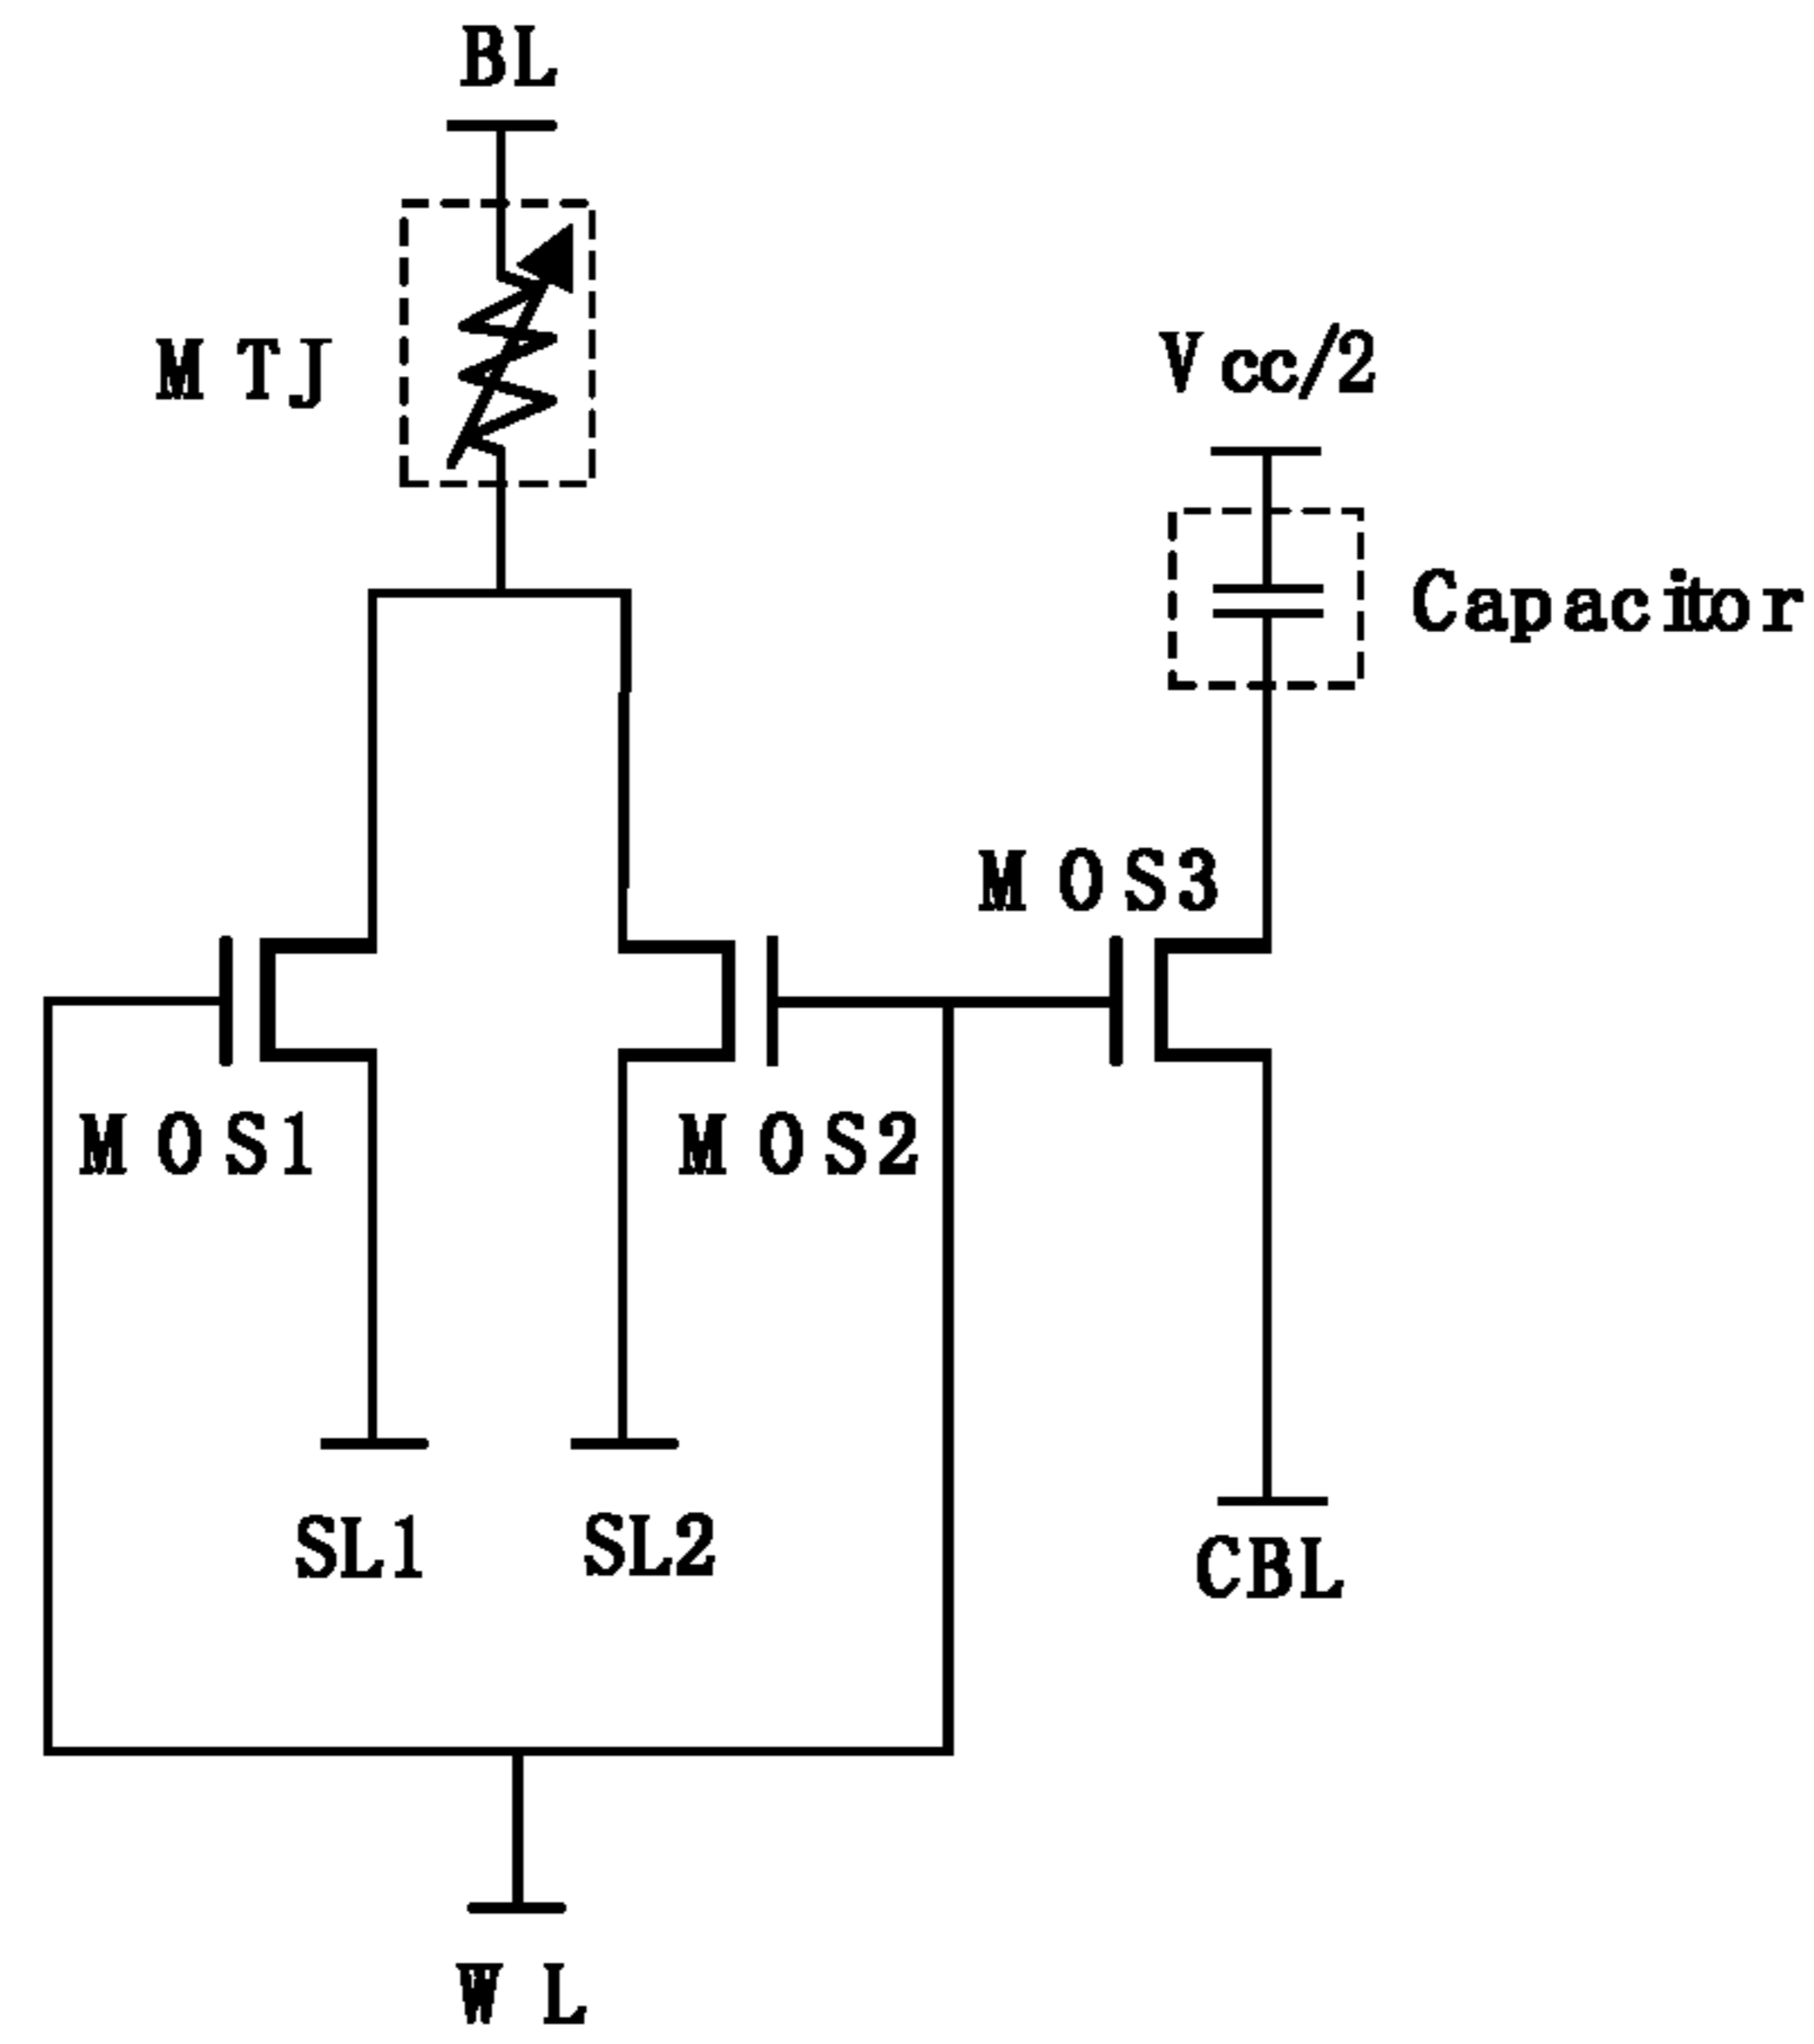 BL
MTJ
Vcc/2
Capacitor
MOS3
MOS1
MOS2
SL1
SL2
CBL
WL